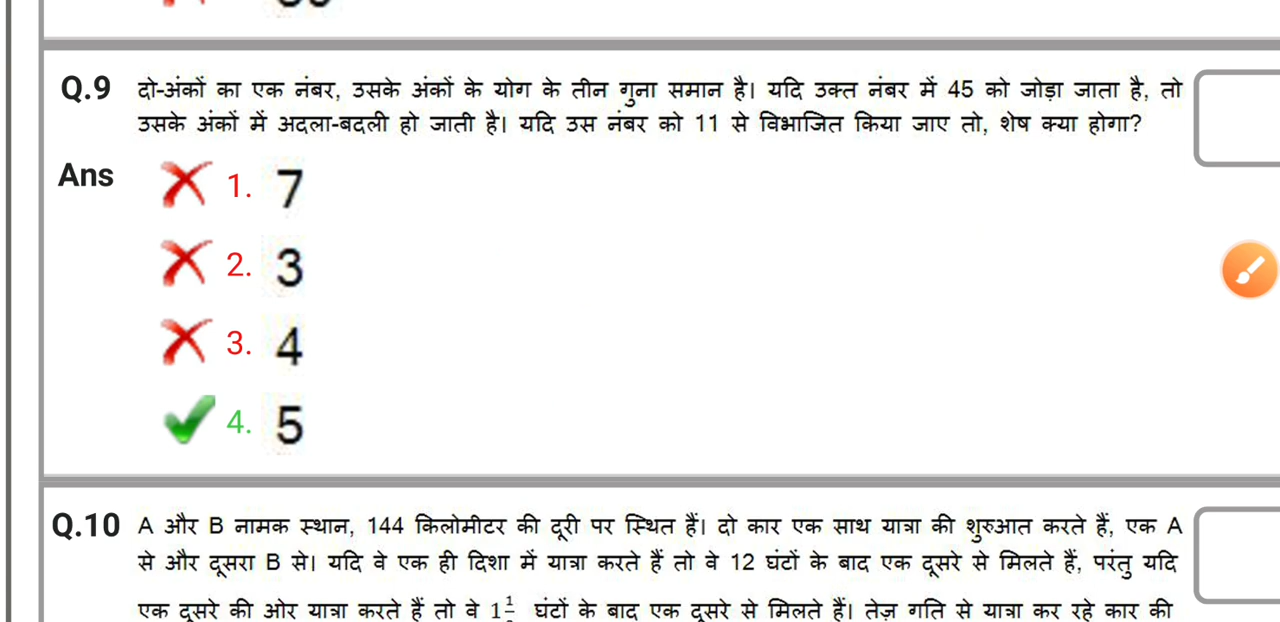 Q.9 दो-अंकों का एक नंबर, उसके अंकों के योग के तीन गुना समान है। यदि उक्त नंबर में 45 को जोड़ा जाता है, तो
उसके अंकों में अदला-बदली हो जाती है। यदि उस नंबर को 11 से विभाजित किया जाए तो, शेष क्या होगा?
Ans 1. 7
2. 3
3. 4
4. 5
Q.10 A और B नामक स्थान, 144 किलोमीटर की दूरी पर स्थित हैं। दो कार एक साथ यात्रा की शुरुआत करते हैं, एक A
से और दूसरा B से। यदि वे एक ही दिशा में यात्रा करते हैं तो वे 12 घंटों के बाद एक दूसरे से मिलते हैं, परंतु यदि
एक दूसरे की ओर यात्रा करते हैं तो वे 1 घंटों के बाद एक दूसरे से मिलते हैं। तेज़ गति से यात्रा कर रहे कार की